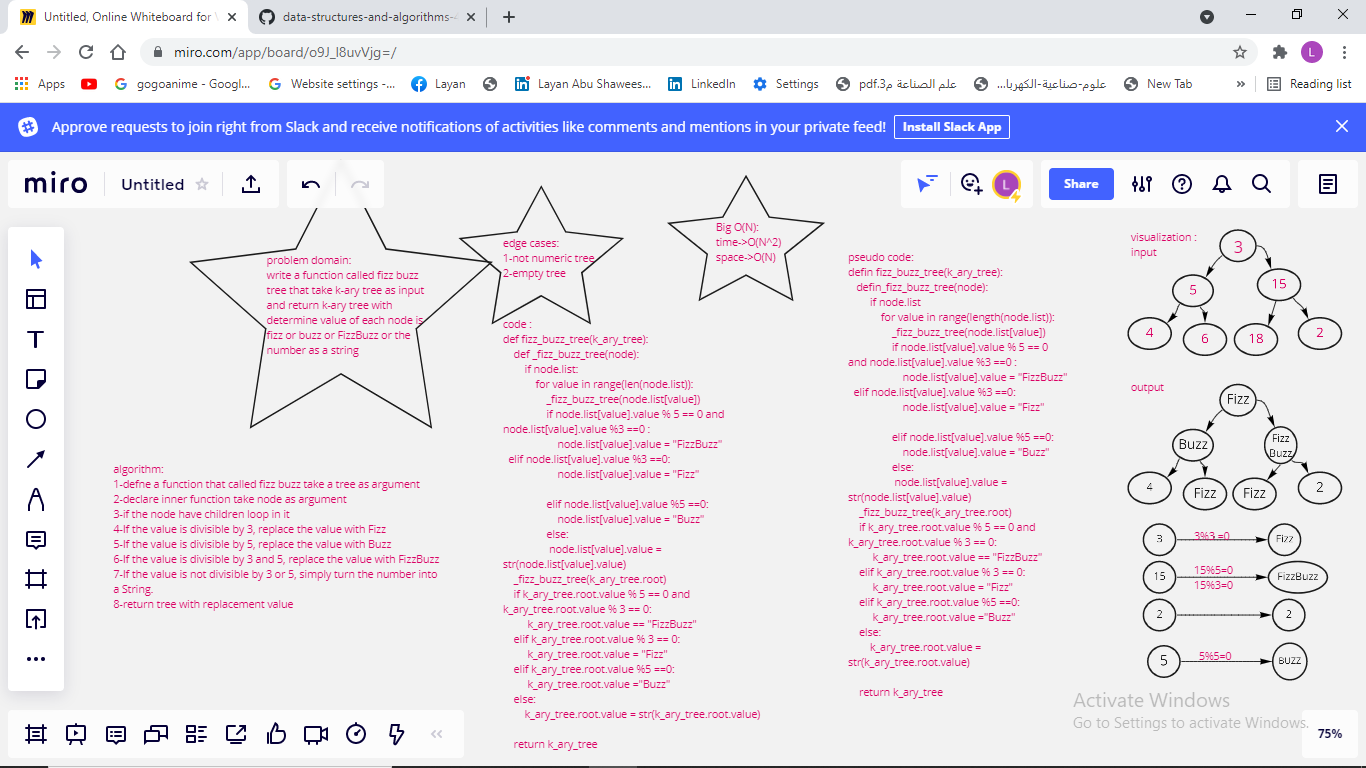 Untitled, Online Whiteboard for
data-structures-and-algorithms-
miro.com/app/board/o9J_l8uvVjg=/
L
Apps
gogoanime - Googl...
Website settings -...
Layan
Layan Abu Shawees...
LinkedIn
Settings
علم الصناعة م3.pdf
علوم-صناعية-الكهربا...
New Tab
»
Reading list
Approve requests to join right from Slack and receive notifications of activities like comments and mentions in your private feed!
Install Slack App
miro
Untitled
L
Share
problem domain:
write a function called fizz buzz
tree that take k-ary tree as input
and return k-ary tree with
determine value of each node is
fizz or buzz or FizzBuzz or the
number as a string
edge cases:
1-not numeric tree
2-empty tree
Big O(N):
time->O(N^2)
space->O(N)
algorithm:
1-defne a function that called fizz buzz take a tree as argument
2-declare inner function take node as argument
3-if the node have children loop in it
4-If the value is divisible by 3, replace the value with Fizz
5-If the value is divisible by 5, replace the value with Buzz
6-If the value is divisible by 3 and 5, replace the value with FizzBuzz
7-If the value is not divisible by 3 or 5, simply turn the number into
a String.
8-return tree with replacement value
code :
def fizz_buzz_tree(k_ary_tree):
def _fizz_buzz_tree(node):
if node.list:
for value in range(len(node.list)):
_fizz_buzz_tree(node.list[value])
if node.list[value].value % 5 == 0 and
node.list[value].value %3 ==0 :
node.list[value].value = "FizzBuzz"
elif node.list[value].value %3 ==0:
node.list[value].value = "Fizz"
elif node.list[value].value %5 ==0:
node.list[value].value = "Buzz"
else:
node.list[value].value =
str(node.list[value].value)
_fizz_buzz_tree(k_ary_tree.root)
if k_ary_tree.root.value % 5 == 0 and
k_ary_tree.root.value % 3 == 0:
k_ary_tree.root.value == "FizzBuzz"
elif k_ary_tree.root.value % 3 == 0:
k_ary_tree.root.value = "Fizz"
elif k_ary_tree.root.value %5 ==0:
k_ary_tree.root.value ="Buzz"
else:
k_ary_tree.root.value = str(k_ary_tree.root.value)
return k_ary_tree
pseudo code:
defin fizz_buzz_tree(k_ary_tree):
defin_fizz_buzz_tree(node):
if node.list
for value in range(length(node.list)):
_fizz_buzz_tree(node.list[value])
if node.list[value].value % 5 == 0
and node.list[value].value %3 ==0 :
node.list[value].value = "FizzBuzz"
elif node.list[value].value %3 ==0:
node.list[value].value = "Fizz"
elif node.list[value].value %5 ==0:
node.list[value].value = "Buzz"
else:
node.list[value].value =
str(node.list[value].value)
_fizz_buzz_tree(k_ary_tree.root)
if k_ary_tree.root.value % 5 == 0 and
k_ary_tree.root.value % 3 == 0:
k_ary_tree.root.value == "FizzBuzz"
elif k_ary_tree.root.value % 3 == 0:
k_ary_tree.root.value = "Fizz"
elif k_ary_tree.root.value %5 ==0:
k_ary_tree.root.value ="Buzz"
else:
k_ary_tree.root.value =
str(k_ary_tree.root.value)
return k_ary_tree
visualization :
input
3
5 15
4 6 18 2
output
Fizz
Buzz Fizz
Buzz
4 Fizz Fizz 2
3 3%3 =0 Fizz
15 15%5=0 FizzBuzz
15%3=0
2 2
5 5%5=0 BUZZ
Activate Windows
Go to Settings to activate Windows.
75%